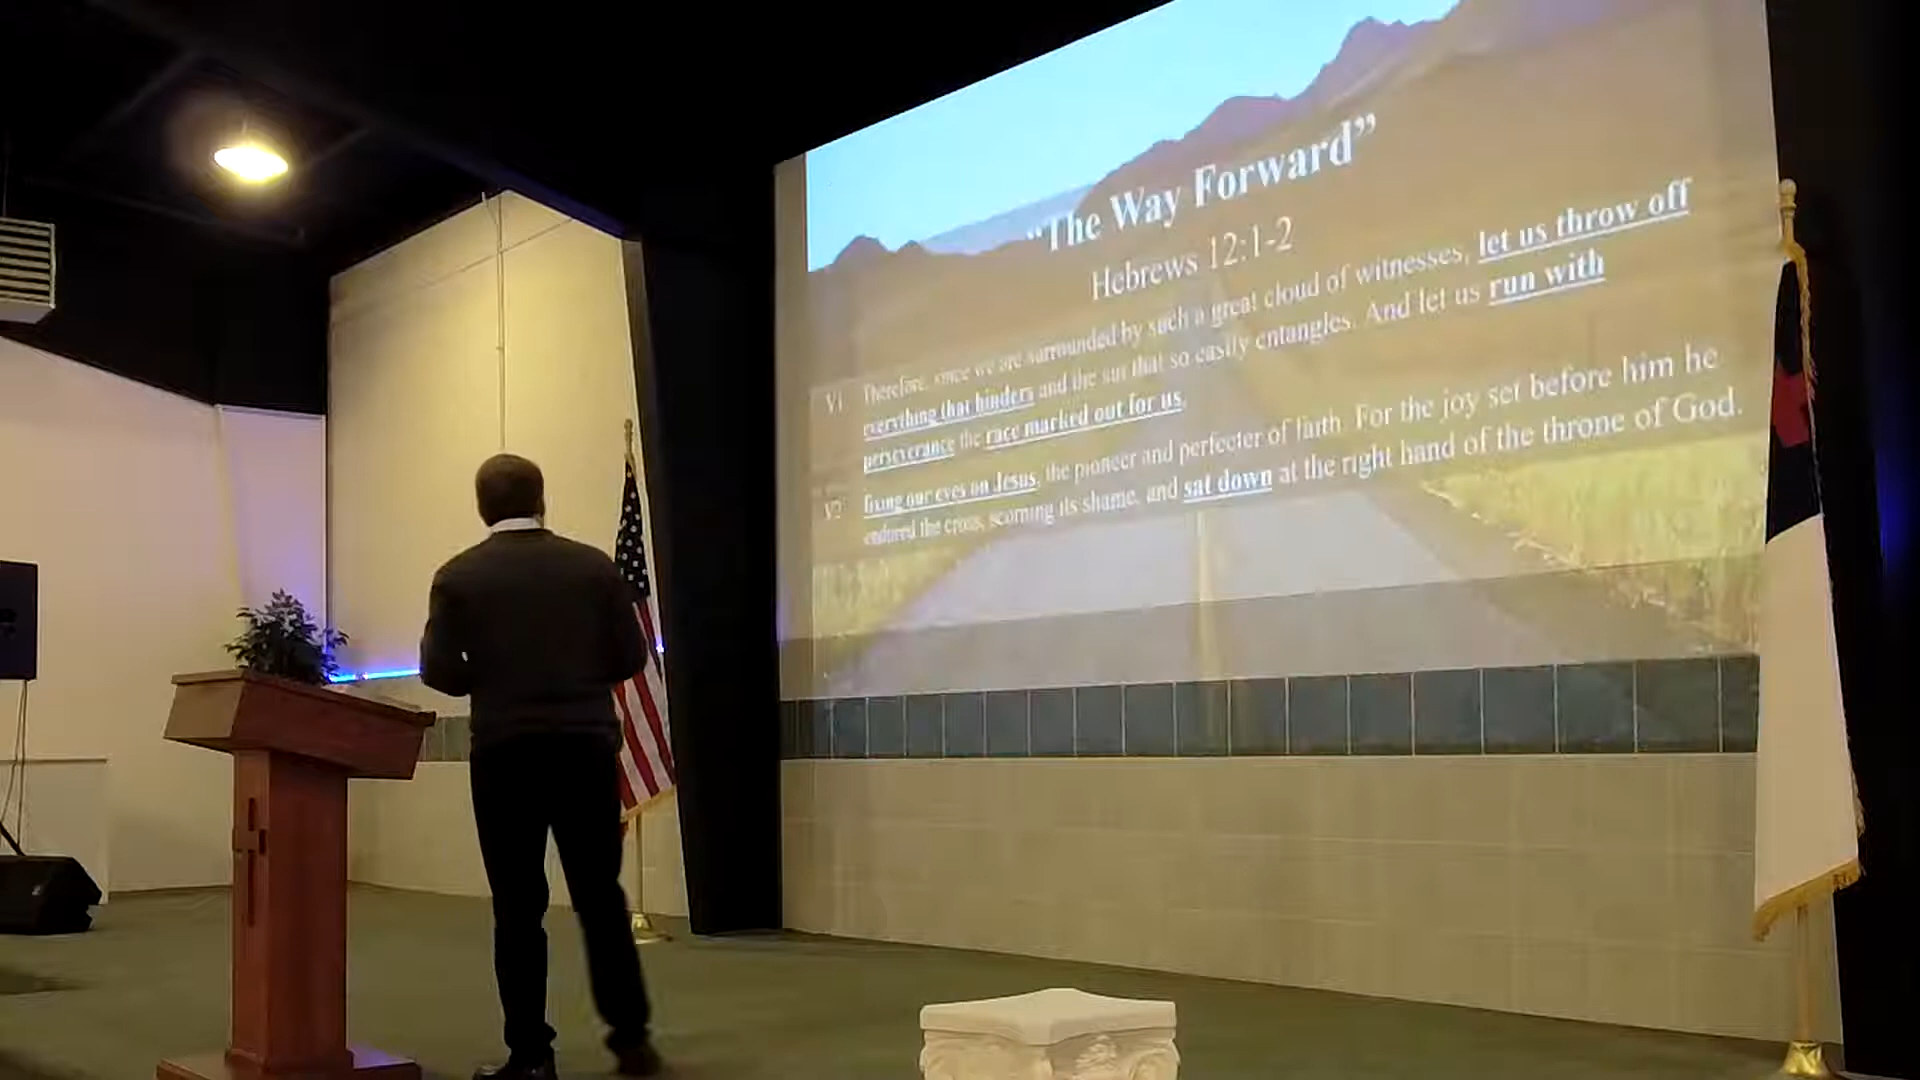 “The Way Forward”
Hebrews 12:1-2
V1 Therefore, since we are surrounded by such a great cloud of witnesses, let us throw off
everything that hinders and the sin that so easily entangles. And let us run with
perseverance the race marked out for us,
V2 fixing our eyes on Jesus, the pioneer and perfecter of faith. For the joy set before him he
endured the cross, scorning its shame, and sat down at the right hand of the throne of God.